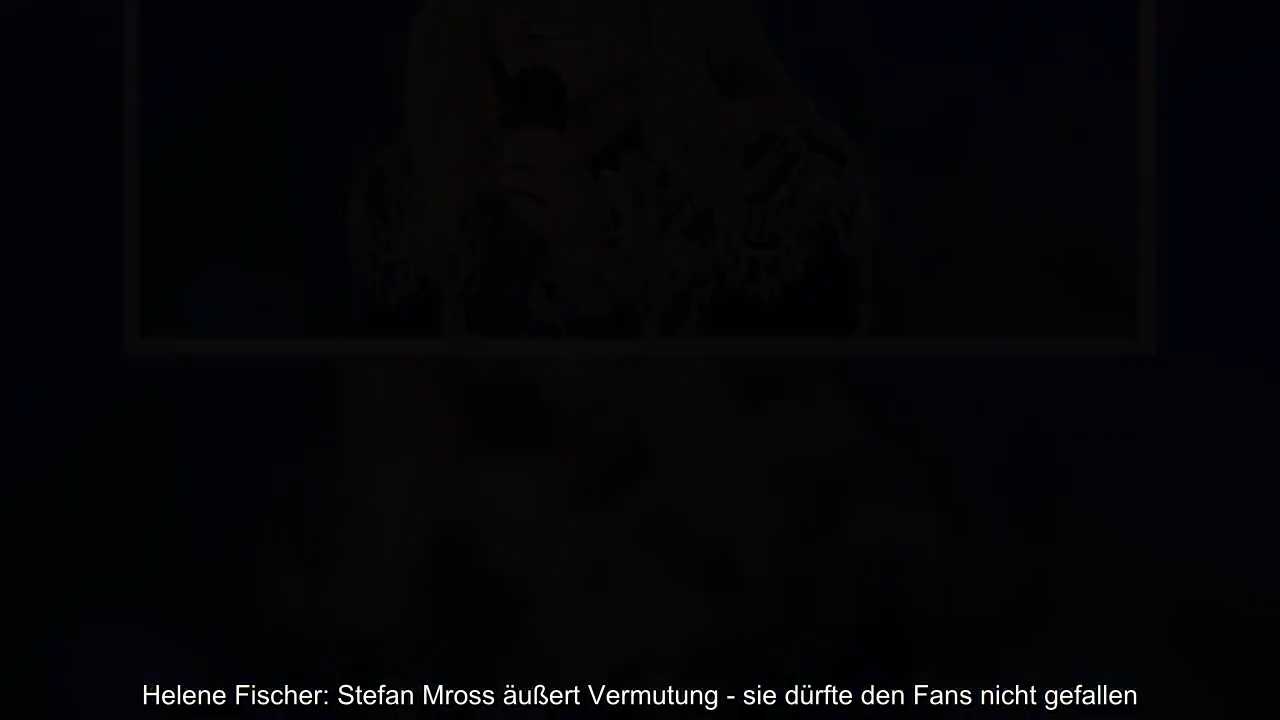 Helene Fischer: Stefan Mross äußert Vermutung - sie dürfte den Fans nicht gefallen